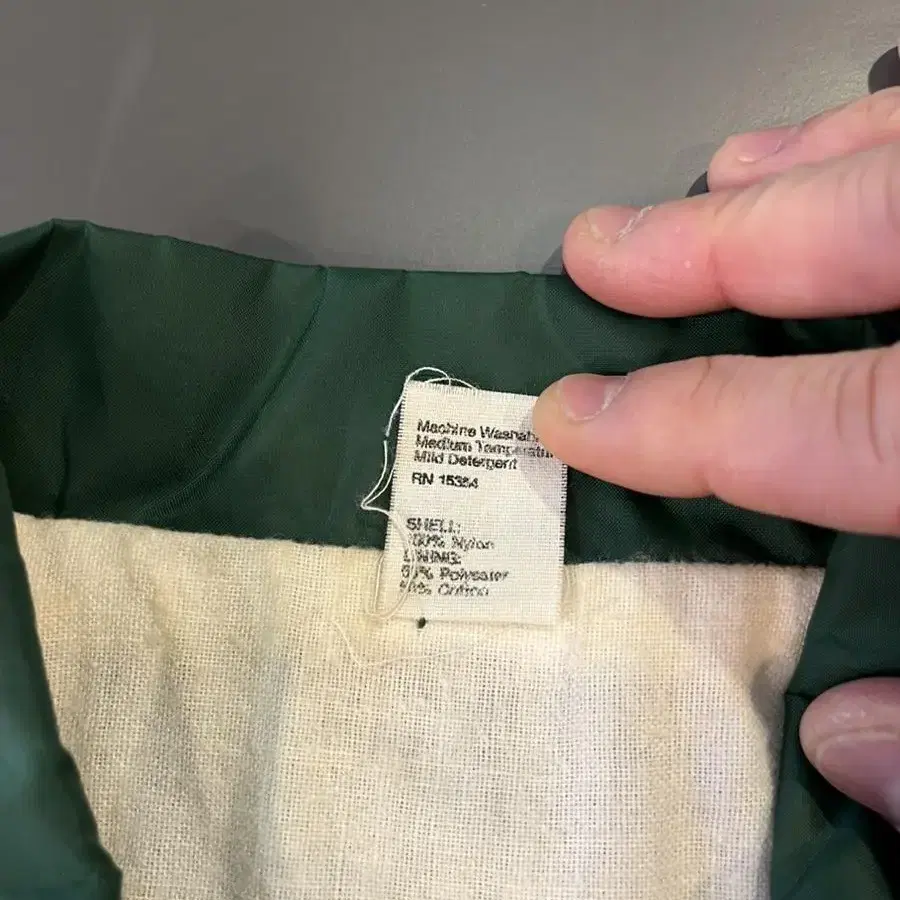 Machine Washab
Medium Temperatu
Mild Detergent
RN 15354
SHELL:
100% Nylon
LINING:
Polyester
Cotton